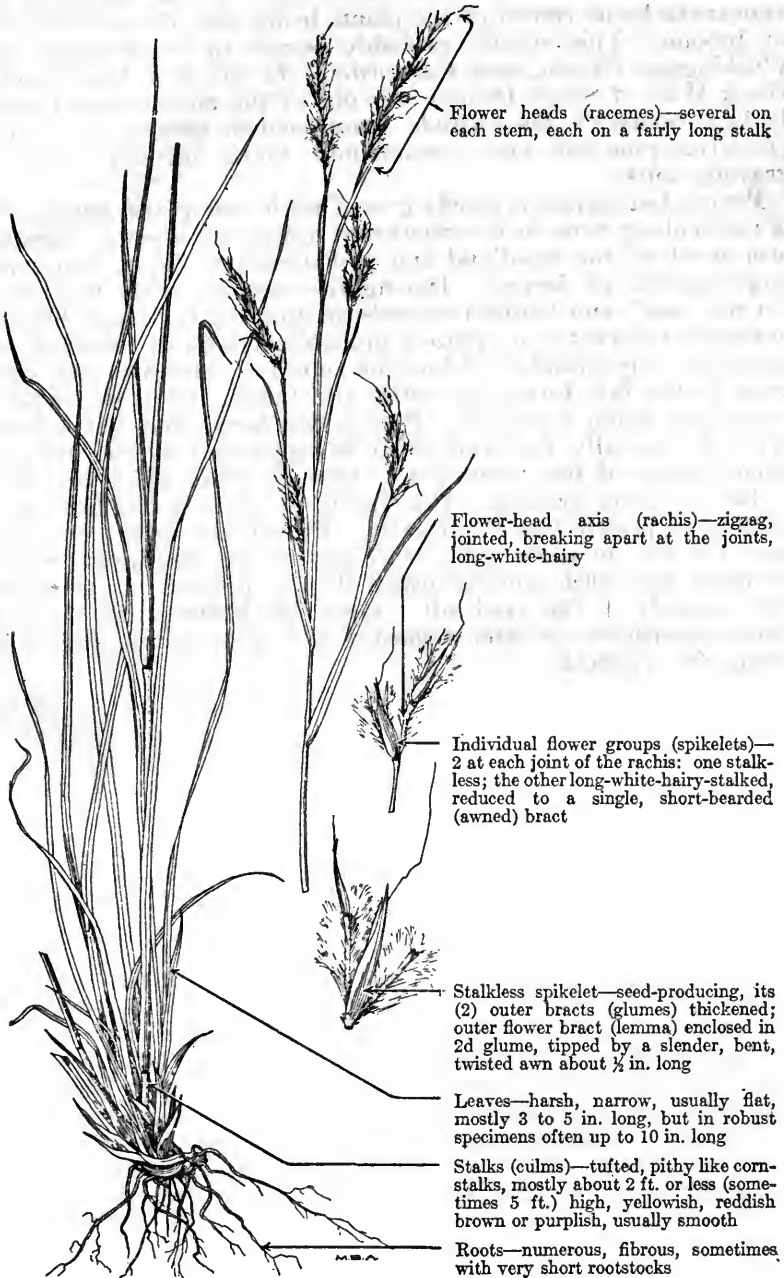 Flower heads (racemes)—several on
each stem, each on a fairly long stalk
Flower-head axis (rachis)—zigzag,
jointed, breaking apart at the joints,
long-white-hairy
Individual flower groups (spikelets)—
2 at each joint of the rachis: one stalk-
less; the other long-white-hairy-stalked,
reduced to a single, short-bearded
(awned) bract
Stalkless spikelet—seed-producing, its
(2) outer bracts (glumes) thickened;
outer flower bract (lemma) enclosed in
2d glume, tipped by a slender, bent,
twisted awn about ½ in. long
Leaves—harsh, narrow, usually flat,
mostly 3 to 5 in. long, but in robust
specimens often up to 10 in. long
Stalks (culms)—tufted, pithy like corn-
stalks, mostly about 2 ft. or less (some-
times 5 ft.) high, yellowish, reddish
brown or purplish, usually smooth
Roots—numerous, fibrous, sometimes
with very short rootstocks